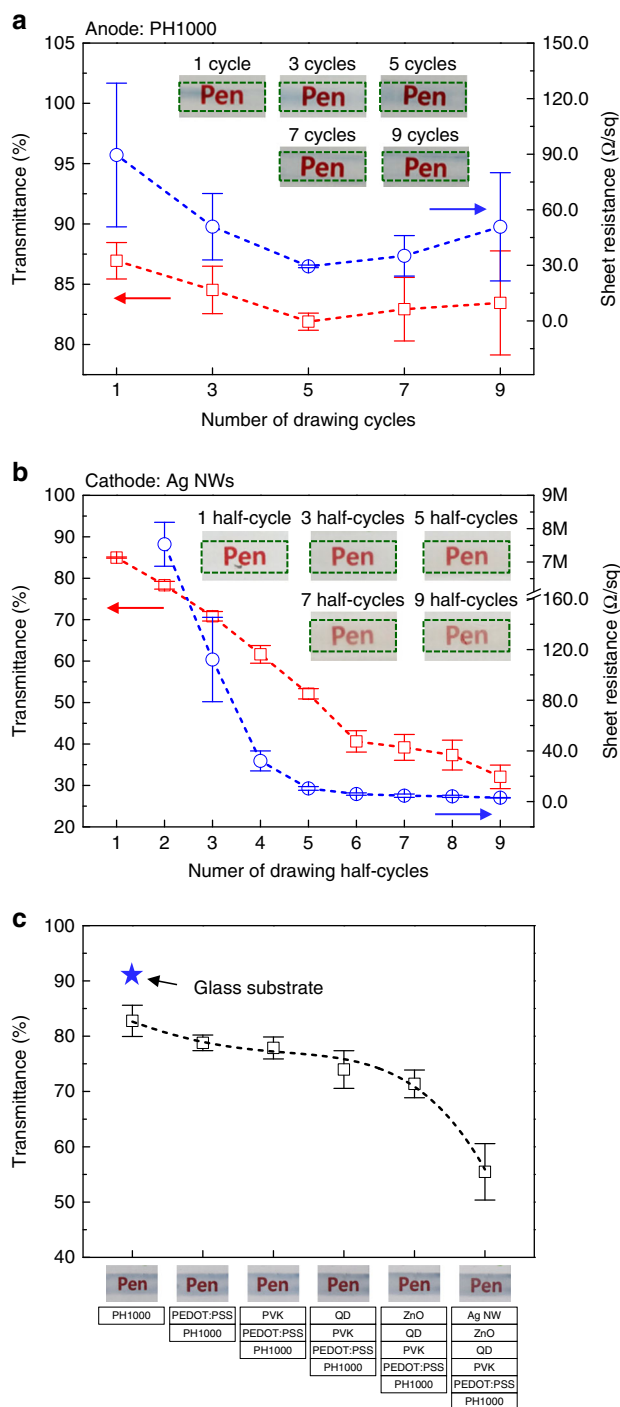 a
Anode: PH1000
105
100
95
90
85
80
Transmittance (%)
150.0
120.0
90.0
60.0
30.0
0.0
Sheet resistance (Ω/sq)
1 cycle 3 cycles 5 cycles
Pen Pen Pen
7 cycles 9 cycles
Pen Pen
1 3 5 7 9
Number of drawing cycles
b
Cathode: Ag NWs
100
90
80
70
60
50
40
30
20
Transmittance (%)
9M
7M
160.0
120.0
80.0
40.0
0.0
Sheet resistance (Ω/sq)
1 half-cycle 3 half-cycles 5 half-cycles
Pen Pen Pen
7 half-cycles 9 half-cycles
Pen Pen
1 2 3 4 5 6 7 8 9
Numer of drawing half-cycles
c
100
90
80
70
60
50
40
Transmittance (%)
Glass substrate
Pen Pen Pen Pen Pen Pen
PH1000 PEDOT:PSS PVK QD ZnO Ag NW
PH1000 PEDOT:PSS PVK QD ZnO
PH1000 PEDOT:PSS PVK QD
PH1000 PEDOT:PSS PVK
PH1000 PEDOT:PSS
PH1000